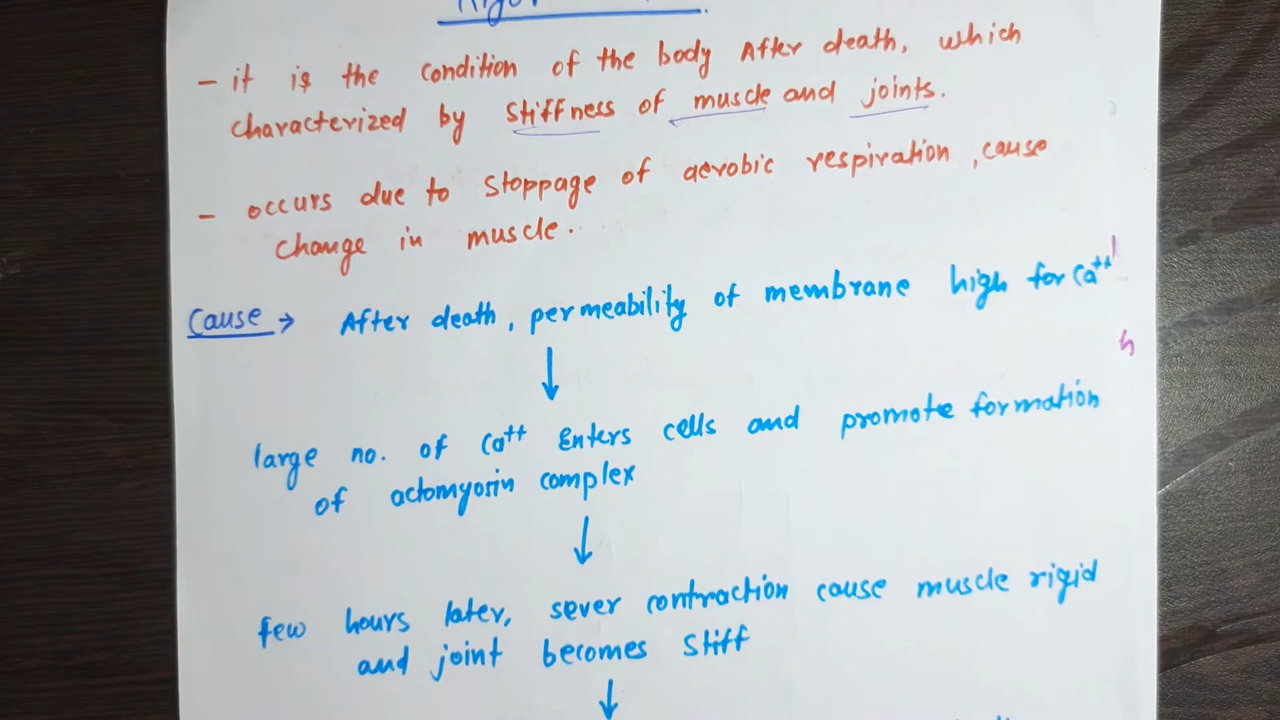 Rigor
- it is the condition of the body After death, which
characterized by stiffness of muscle and joints.
- occurs due to stoppage of aerobic respiration, cause
change in muscle.
Cause → After death, permeability of membrane high for Ca++
↓
large no. of Ca++ Enters cells and promote formation
of actomyosin complex
↓
few hours later, sever contraction cause muscle rigid
and joint becomes stiff
↓